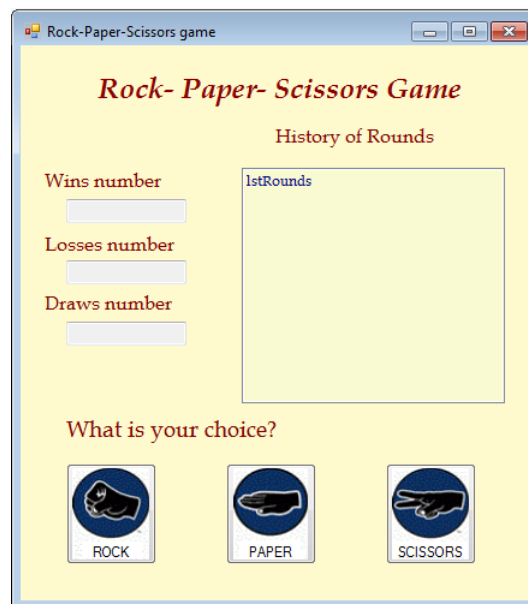 Rock-Paper-Scissors game
Rock- Paper- Scissors Game
History of Rounds
Wins number
lstRounds
Losses number
Draws number
What is your choice?
ROCK
PAPER
SCISSORS